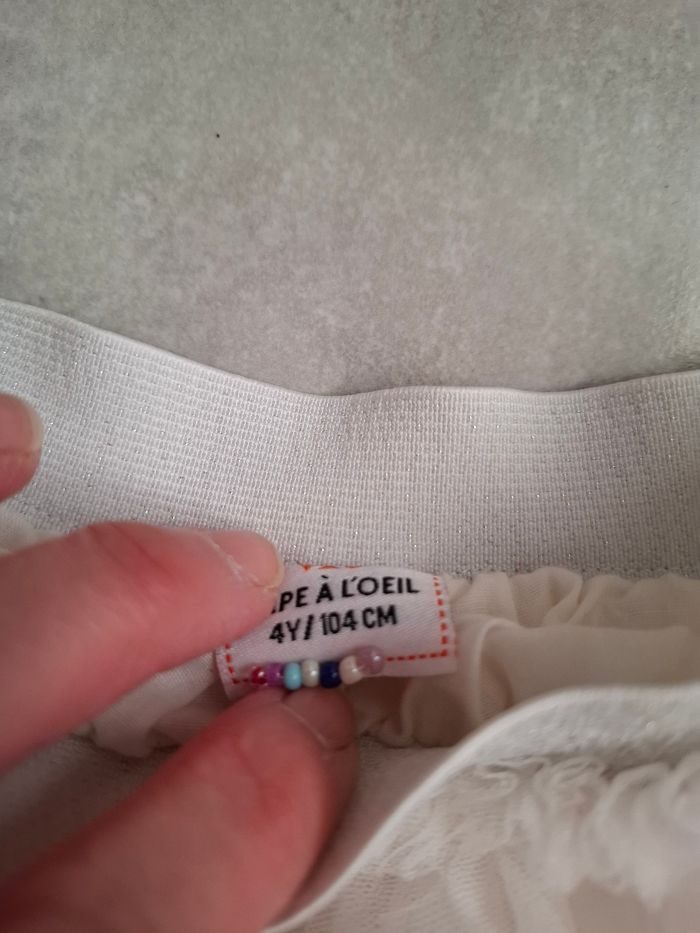 PE À L'OEIL
4Y/104 CM